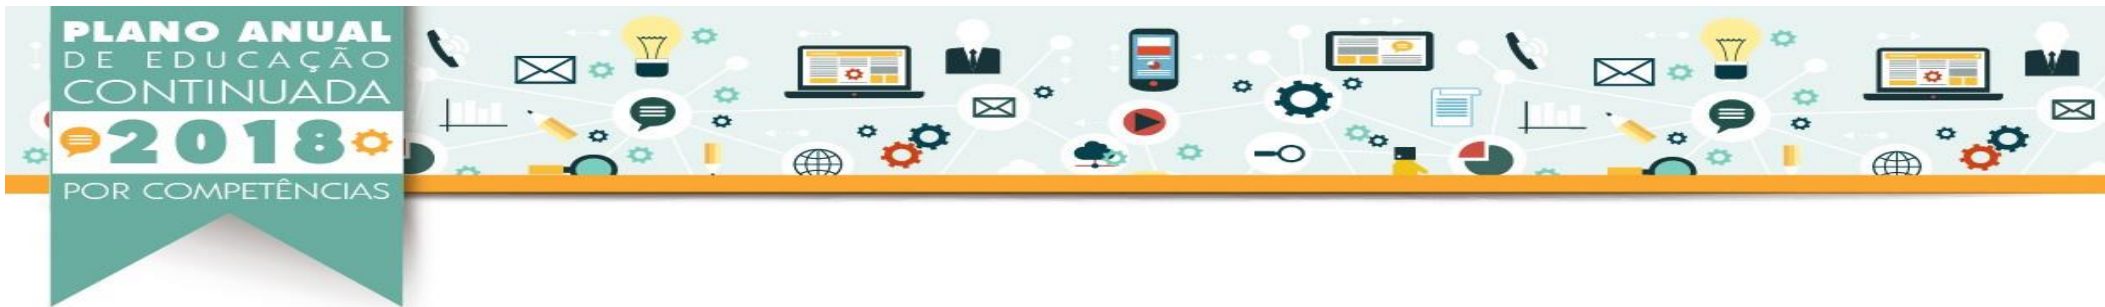 PLANO ANUAL
DE EDUCAÇÃO
CONTINUADA
2018
POR COMPETÊNCIAS